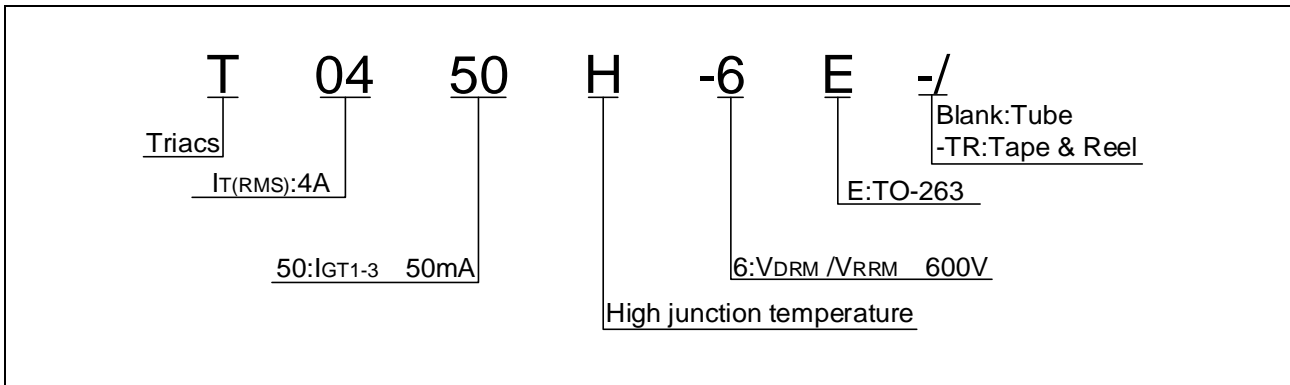 T 04 50 H -6 E -/
Blank:Tube
-TR:Tape & Reel
Triacs
IT(RMS):4A
E:TO-263
50:IGT1-3 50mA
6:VDRM /VRRM 600V
High junction temperature